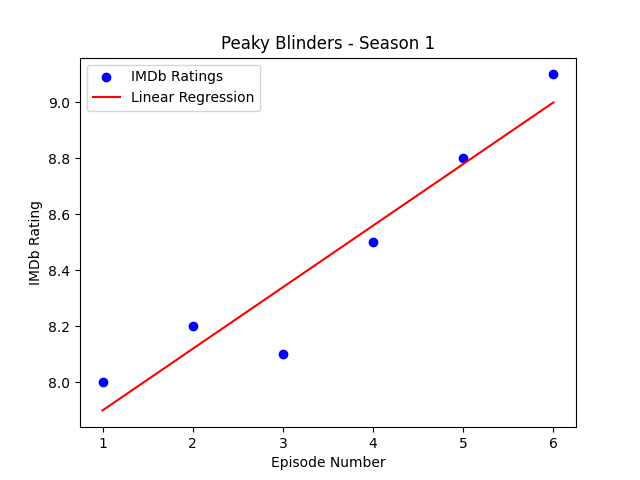 Peaky Blinders - Season 1
IMDb Ratings
Linear Regression
IMDb Rating
9.0
8.8
8.6
8.4
8.2
8.0
1 2 3 4 5 6
Episode Number